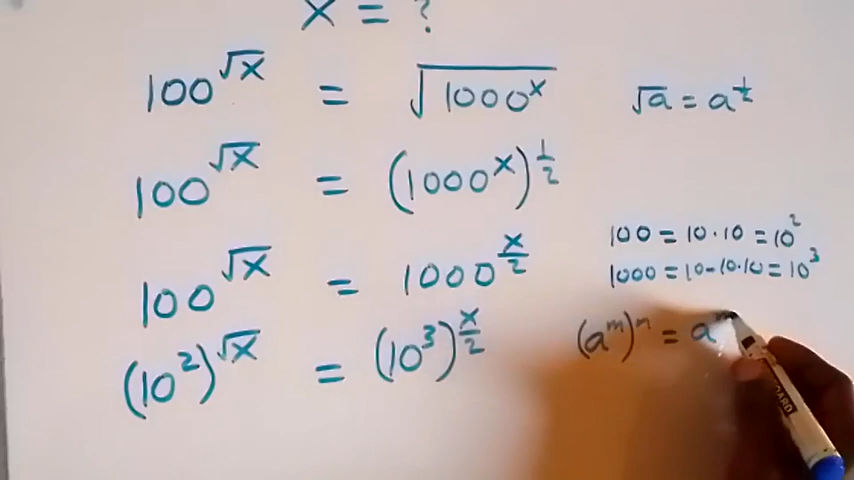 x = ?
100^√x = √1000^x
√a = a^½
100^√x = (1000^x)^½
100 = 10 · 10 = 10²
100^√x = 1000^x/2
1000 = 10-10·10 = 10³
(a^m)^n = a^m
(10²)^√x = (10³)^x/2